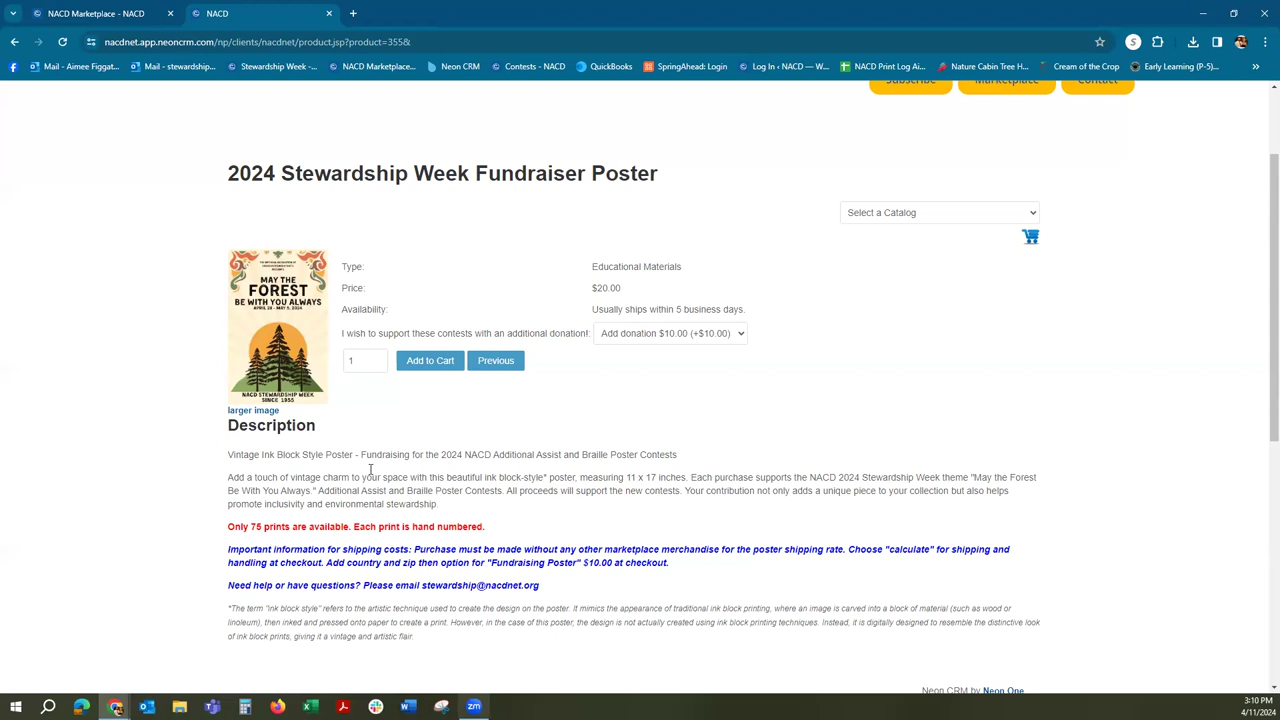 NACD Marketplace - NACD
NACD
nacdnet.app.neoncrm.com/np/clients/nacdnet/product.jsp?product=355&
Mail - Aimee Figgat...
Mail - stewardship...
Stewardship Week -...
NACD Marketplace...
Neon CRM
Contests - NACD
QuickBooks
SpringAhead: Login
Log In ‹ NACD — W...
NACD Print Log Ai...
Nature Cabin Tree H...
Cream of the Crop
Early Learning (P-5)...
Subscribe
Marketplace
Contact
2024 Stewardship Week Fundraiser Poster
Select a Catalog
MAY THE
FOREST
BE WITH YOU ALWAYS
APRIL 28 - MAY 5, 2024
NACD STEWARDSHIP WEEK
SINCE 1955
Type: Educational Materials
Price: $20.00
Availability: Usually ships within 5 business days.
I wish to support these contests with an additional donation!: Add donation $10.00 (+$10.00)
1 Add to Cart Previous
larger image
Description
Vintage Ink Block Style Poster - Fundraising for the 2024 NACD Additional Assist and Braille Poster Contests
Add a touch of vintage charm to your space with this beautiful ink block-style* poster, measuring 11 x 17 inches. Each purchase supports the NACD 2024 Stewardship Week theme "May the Forest
Be With You Always." Additional Assist and Braille Poster Contests. All proceeds will support the new contests. Your contribution not only adds a unique piece to your collection but also helps
promote inclusivity and environmental stewardship.
Only 75 prints are available. Each print is hand numbered.
Important information for shipping costs: Purchase must be made without any other marketplace merchandise for the poster shipping rate. Choose "calculate" for shipping and
handling at checkout. Add country and zip then option for "Fundraising Poster" $10.00 at checkout.
Need help or have questions? Please email stewardship@nacdnet.org
*The term "ink block style" refers to the artistic technique used to create the design on the poster. It mimics the appearance of traditional ink block printing, where an image is carved into a block of material (such as wood or
linoleum), then inked and pressed onto paper to create a print. However, in the case of this poster, the design is not actually created using ink block printing techniques. Instead, it is digitally designed to resemble the distinctive look
of ink block prints, giving it a vintage and artistic flair.
Neon CRM by Neon One
3:10 PM
4/11/2024